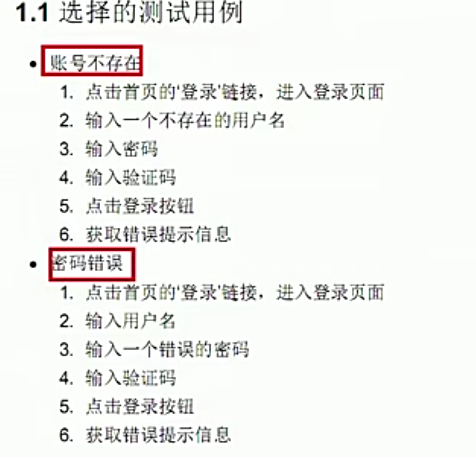 1.1 选择的测试用例
• 账号不存在
1. 点击首页的‘登录’链接，进入登录页面
2. 输入一个不存在的用户名
3. 输入密码
4. 输入验证码
5. 点击登录按钮
6. 获取错误提示信息
• 密码错误
1. 点击首页的‘登录’链接，进入登录页面
2. 输入用户名
3. 输入一个错误的密码
4. 输入验证码
5. 点击登录按钮
6. 获取错误提示信息